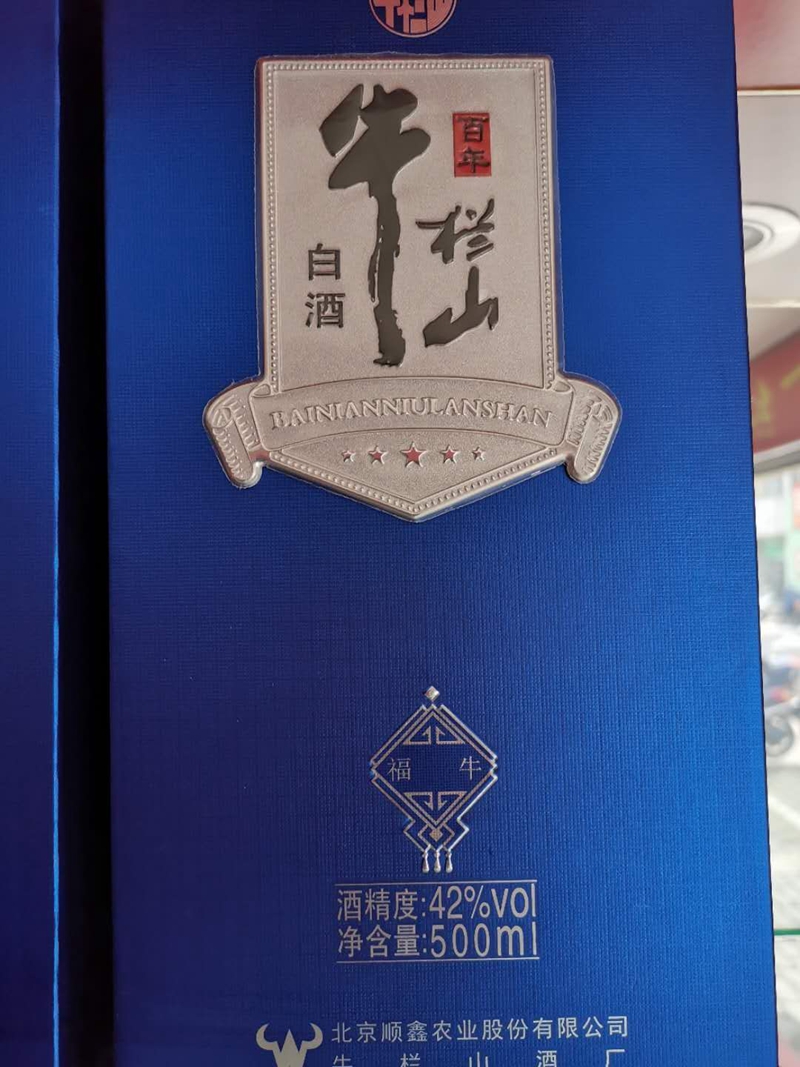 百年
牛栏山
白酒
BAINIANNIULANSHAN
福牛
酒精度:42%vol
净含量:500ml
北京顺鑫农业股份有限公司
牛栏山酒厂